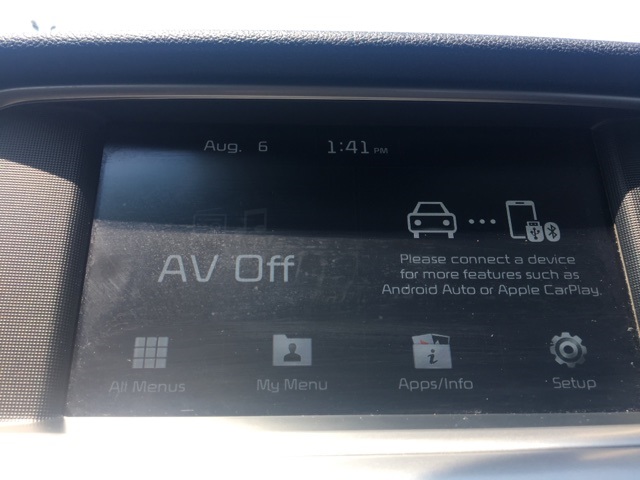 Aug. 6 1:41 PM
AV Off
Please connect a device
for more features such as
Android Auto or Apple CarPlay.
All Menus My Menu Apps/Info Setup